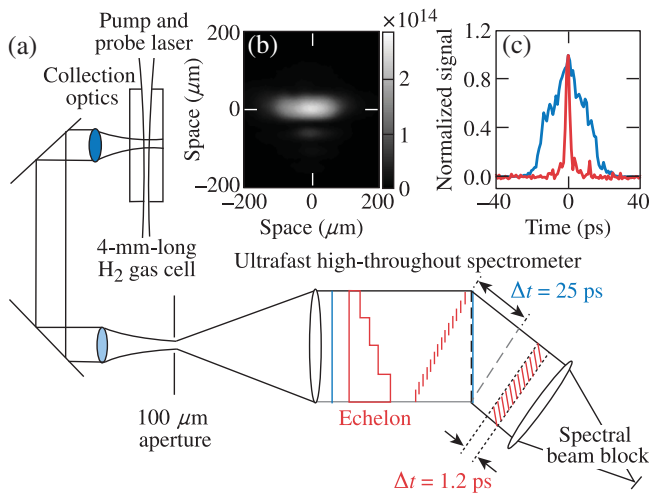 (a)
Pump and
probe laser
Collection
optics
4-mm-long
H2 gas cell
(b)
×10^14
Space (μm)
200
0
−200
−200
0
200
Space (μm)
2
1
0
(c)
Normalized signal
1.2
0.8
0.4
0.0
−40
0
40
Time (ps)
Ultrafast high-throughout spectrometer
Δt = 25 ps
100 μm
aperture
Echelon
Δt = 1.2 ps
Spectral
beam block